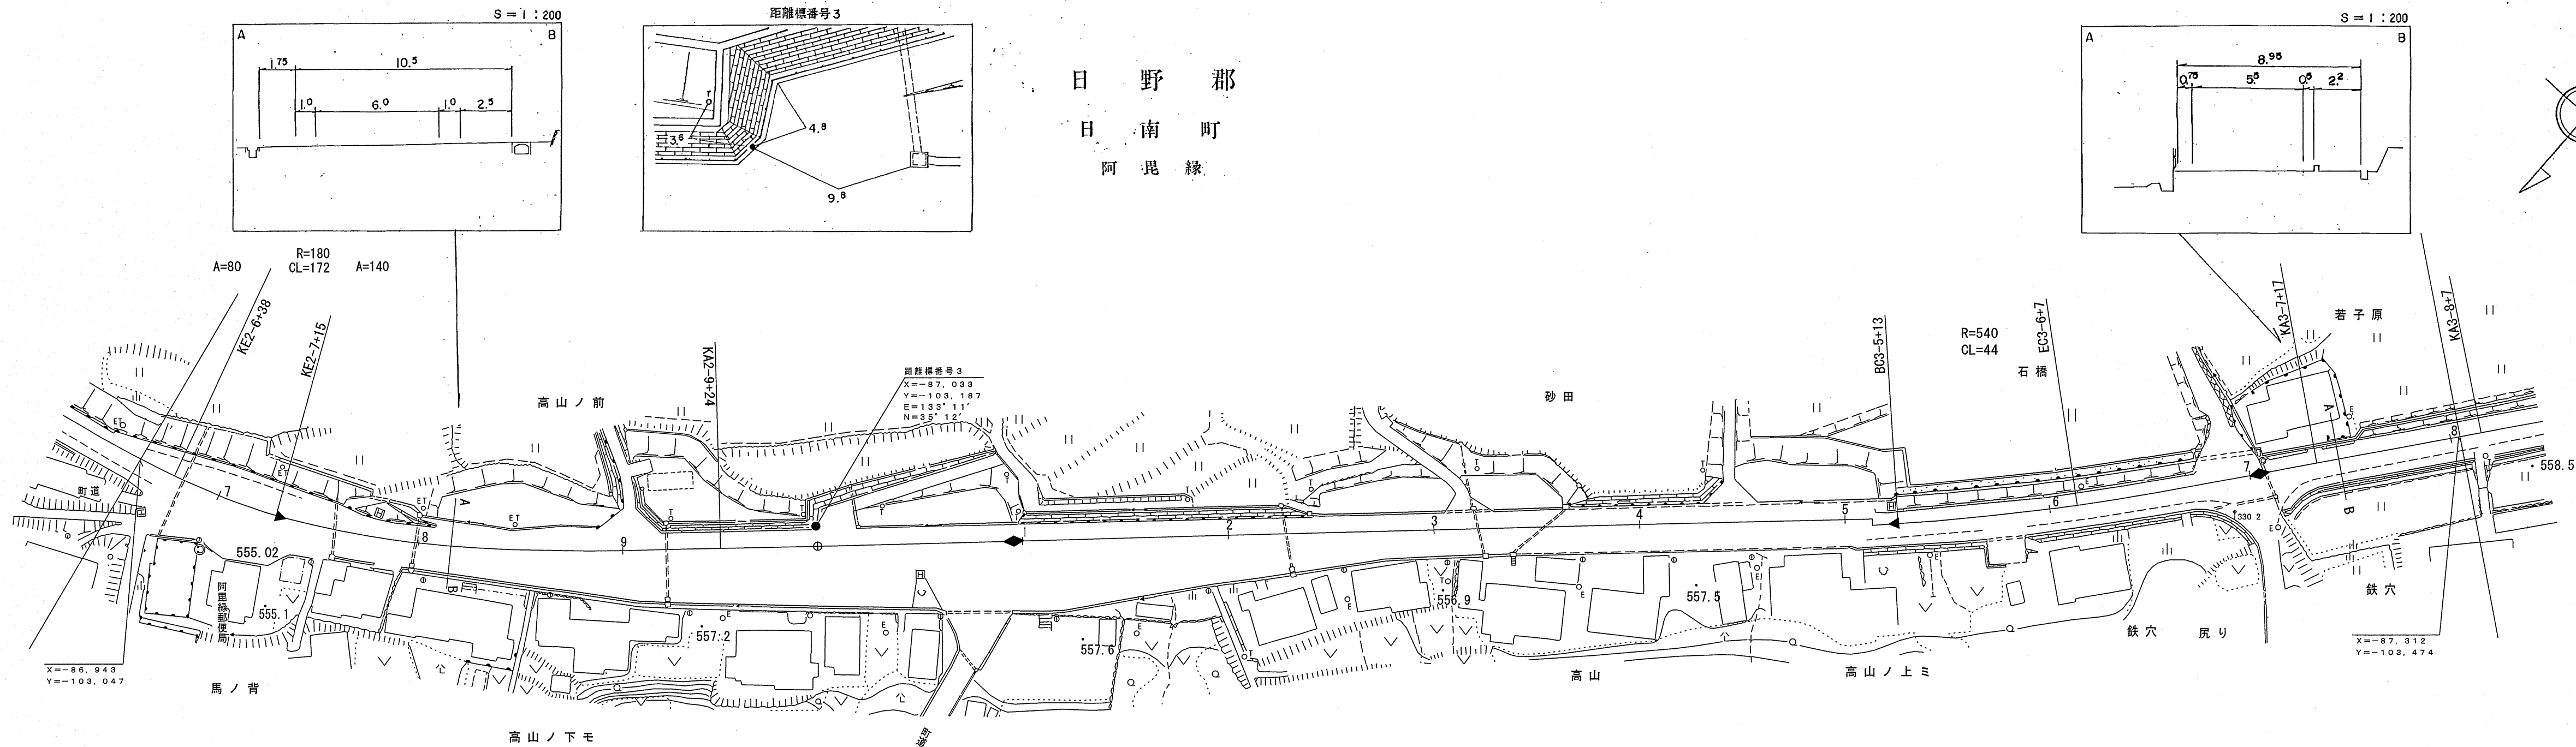 S=1:200
A
B
1.75
10.5
1.0
6.0
1.0
2.5
距離標番号3
T
3.6
4.8
9.8
日野郡
日南町
阿毘縁
S=1:200
A
B
8.95
0.75
5.5
0.5
2.2
R=180
A=80
CL=172
A=140
KE2-6+38
KE2-7+15
KA2-9+24
高山ノ前
距離標番号3
X=-87,033
Y=-103,187
E=133°11′
N=35°12′
砂田
BC3-5+13
R=540
CL=44
EC3-6+7
石橋
KA3-7+17
若子原
KA3-8+7
町道
7
8
9
1
2
3
4
5
6
7
8
A
B
A
B
555.02
阿毘縁郵便局
555.1
557.2
557.6
556.9
557.5
330 2
558.5
X=-86,943
Y=-103,047
馬ノ背
高山ノ下モ
町道
高山
高山ノ上ミ
鉄穴 尻り
鉄穴
X=-87,312
Y=-103,474